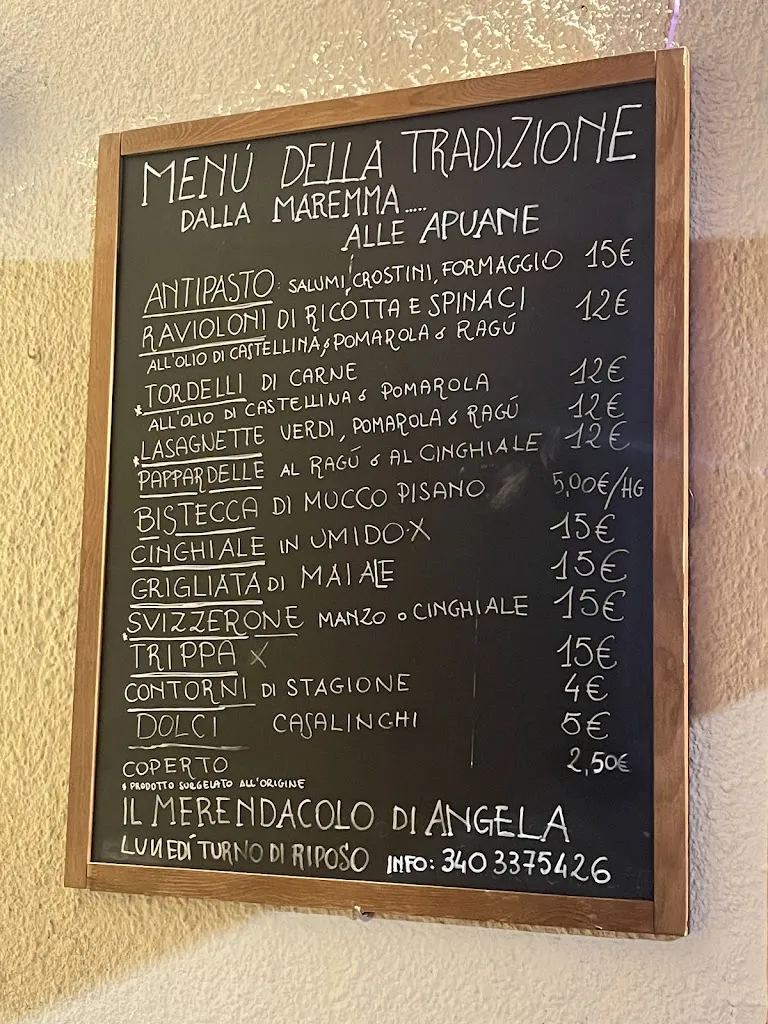 MENÚ DELLA TRADIZIONE
DALLA MAREMMA.....
ALLE APUANE
ANTIPASTO: SALUMI, CROSTINI, FORMAGGIO 15€
RAVIOLONI DI RICOTTA E SPINACI 12€
ALL'OLIO DI CASTELLINA, o POMAROLA o RAGÚ
*TORDELLI DI CARNE 12€
ALL'OLIO DI CASTELLINA o POMAROLA 12€
*LASAGNETTE VERDI, POMAROLA o RAGÚ 12€
PAPPARDELLE AL RAGÚ o AL CINGHIALE
BISTECCA DI MUCCO PISANO 5,00€/HG
CINGHIALE IN UMIDO X 15€
GRIGLIATA DI MAIALE 15€
*SVIZZERONE MANZO o CINGHIALE 15€
TRIPPA X 15€
CONTORNI DI STAGIONE 4€
DOLCI CASALINGHI 5€
COPERTO 2,50€
* PRODOTTO SURGELATO ALL'ORIGINE
IL MERENDACOLO DI ANGELA
LUNEDÍ TURNO DI RIPOSO INFO: 340 3375426